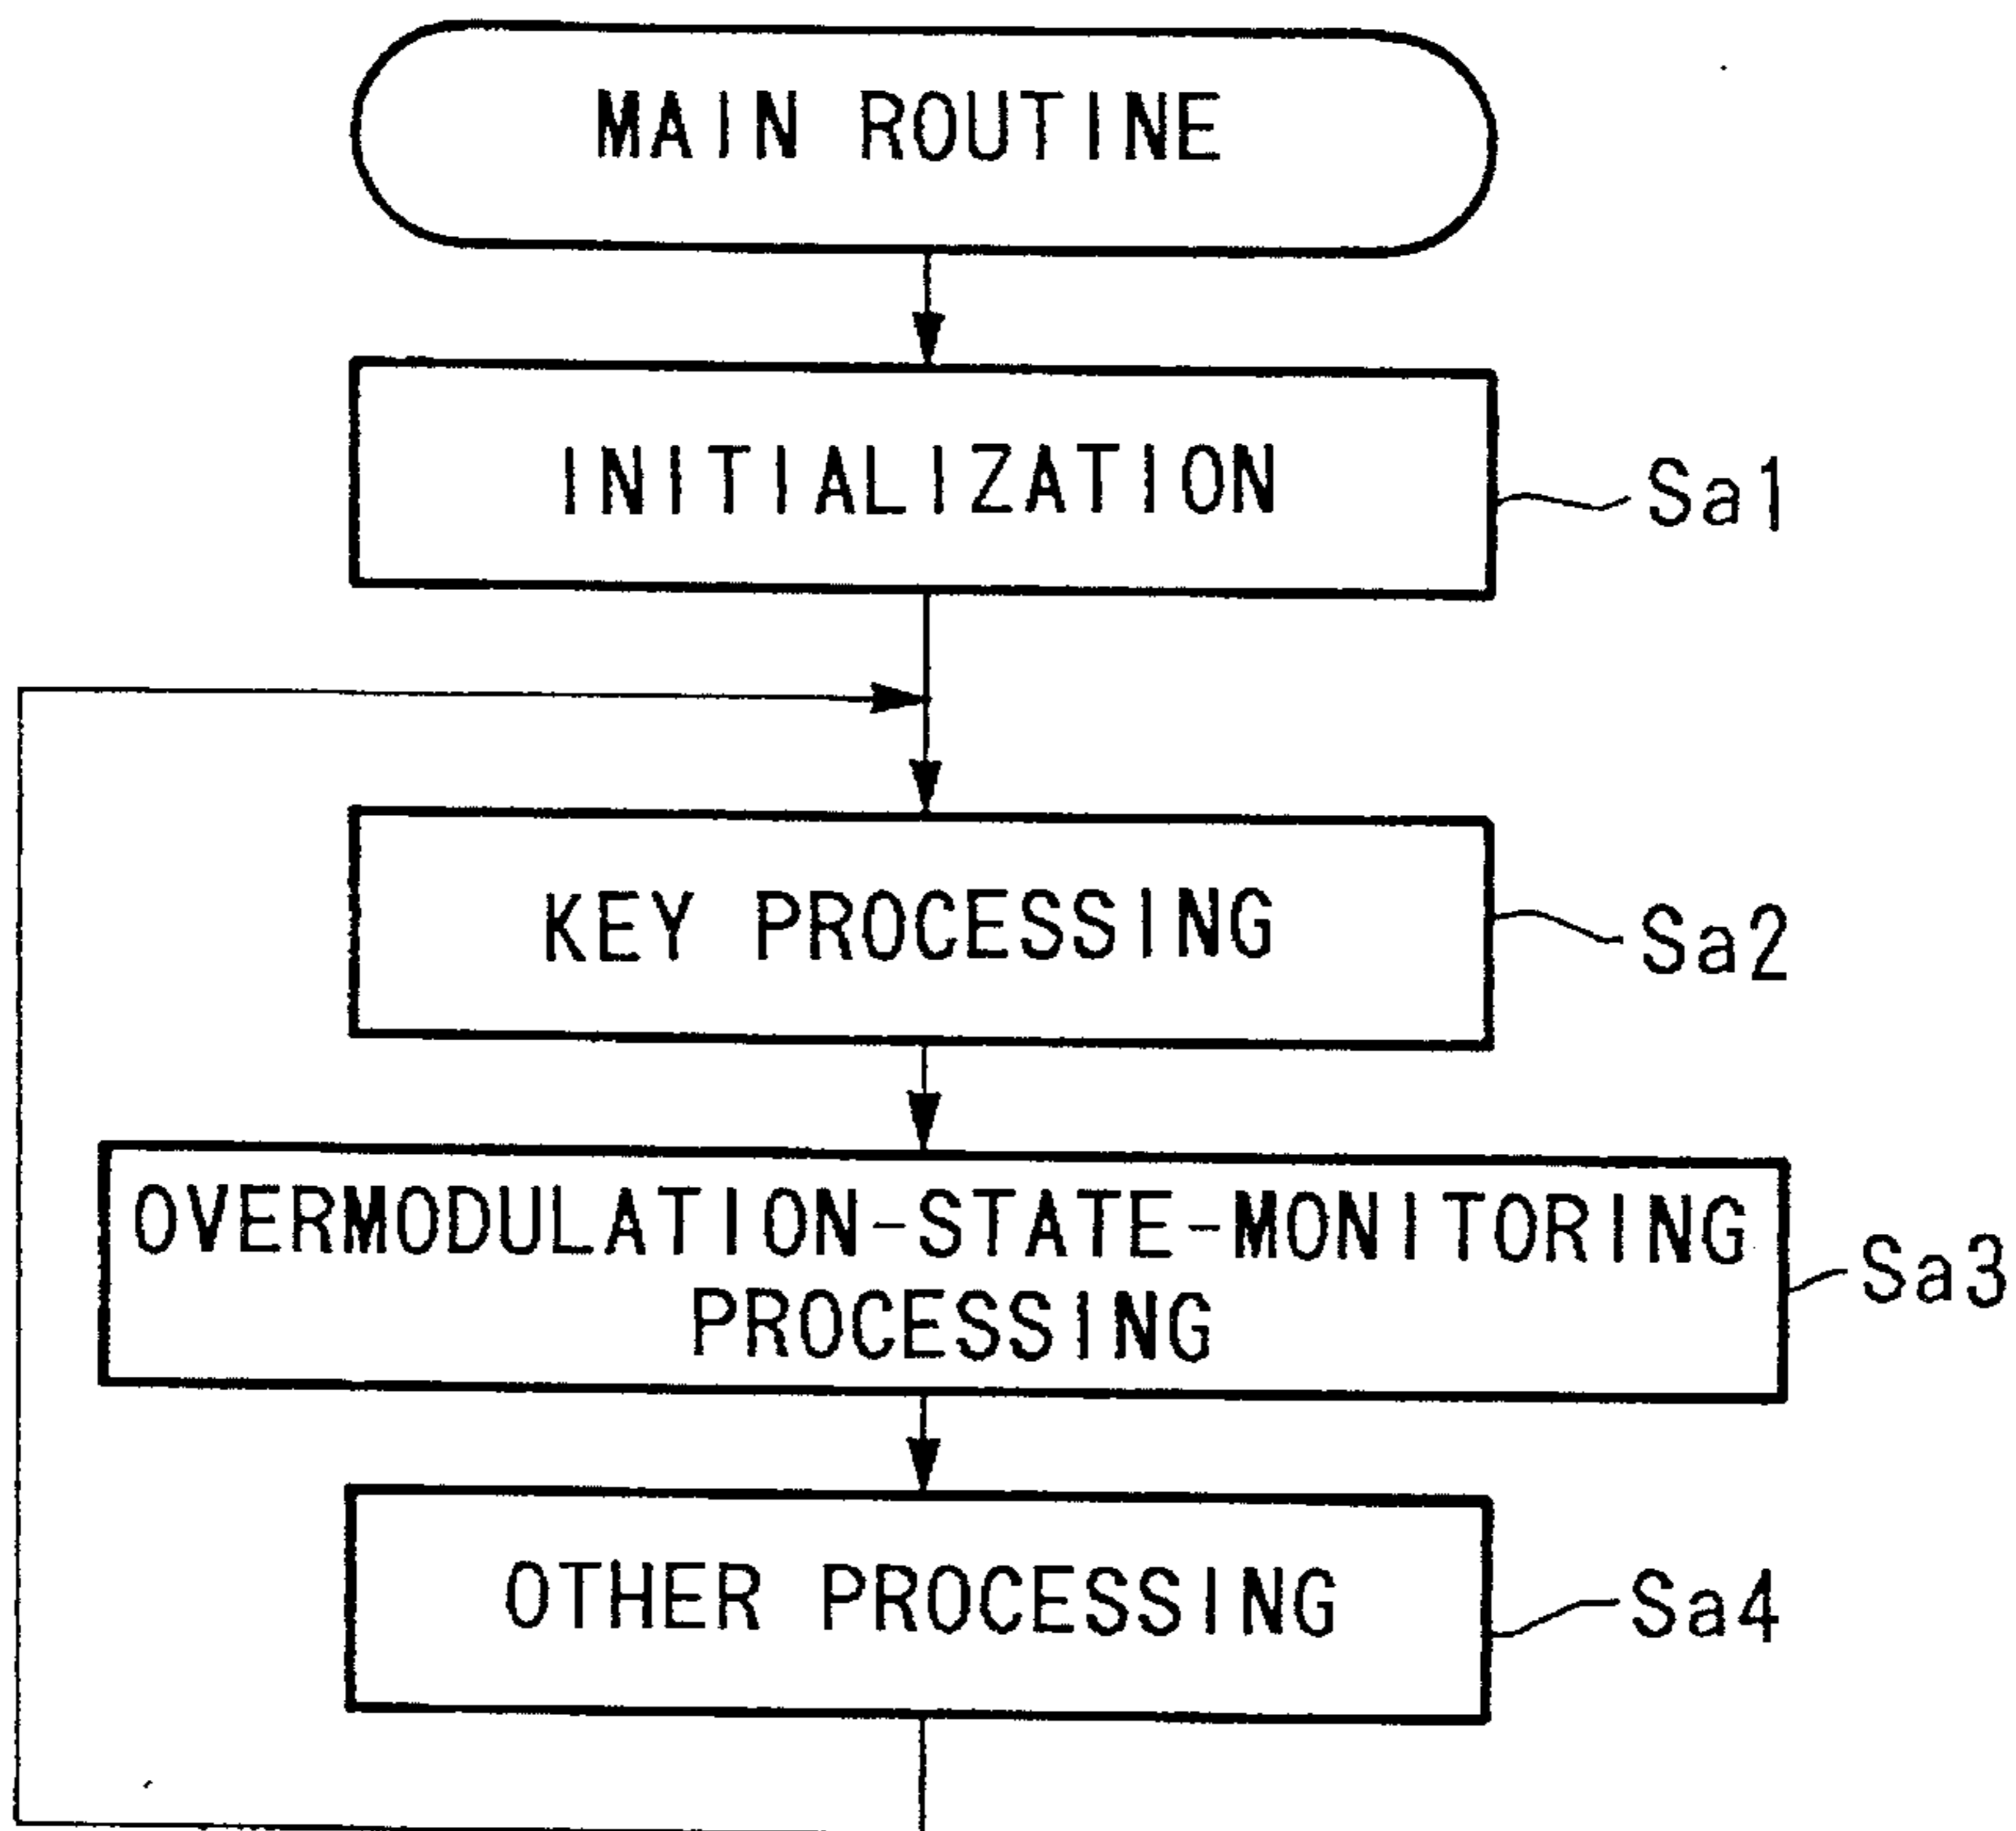 MAIN ROUTINE
INITIALIZATION
Sa1
KEY PROCESSING
Sa2
OVERMODULATION-STATE-MONITORING
PROCESSING
Sa3
OTHER PROCESSING
Sa4